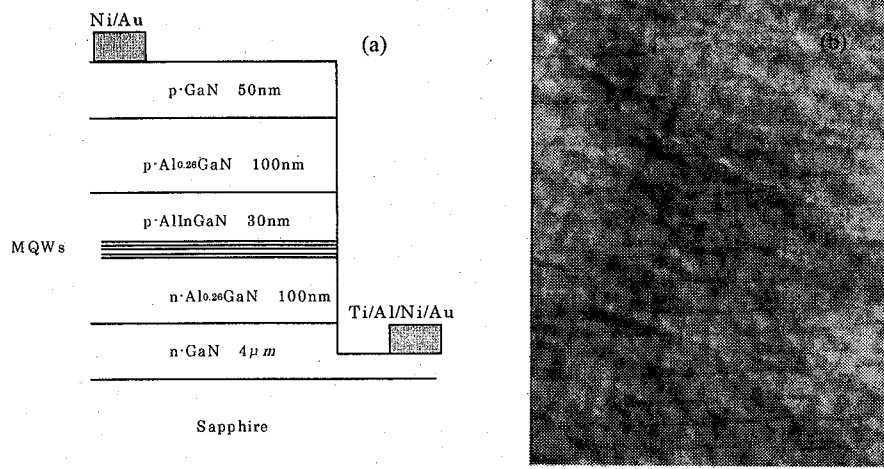 Ni/Au
(a)
(b)
p-GaN 50nm
p-Al0.26GaN 100nm
p-AlInGaN 30nm
MQWs
n-Al0.26GaN 100nm
Ti/Al/Ni/Au
n-GaN 4μm
Sapphire